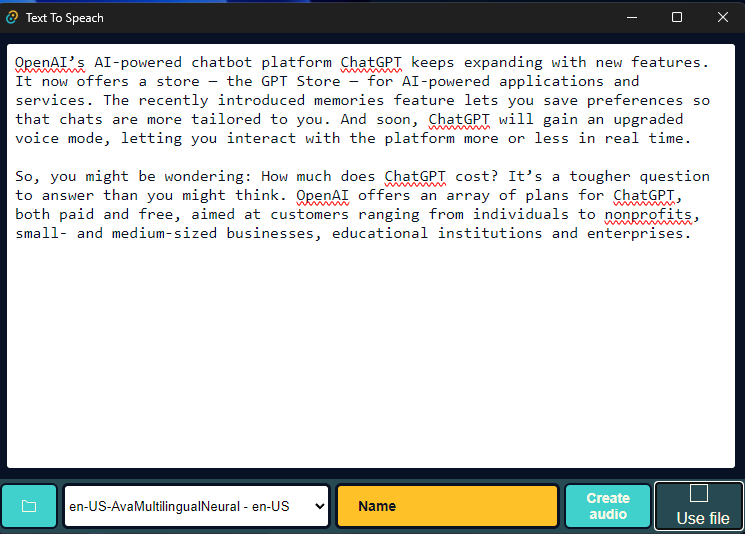 Text To Speach
OpenAI’s AI-powered chatbot platform ChatGPT keeps expanding with new features.
It now offers a store — the GPT Store — for AI-powered applications and
services. The recently introduced memories feature lets you save preferences so
that chats are more tailored to you. And soon, ChatGPT will gain an upgraded
voice mode, letting you interact with the platform more or less in real time.
So, you might be wondering: How much does ChatGPT cost? It’s a tougher question
to answer than you might think. OpenAI offers an array of plans for ChatGPT,
both paid and free, aimed at customers ranging from individuals to nonprofits,
small- and medium-sized businesses, educational institutions and enterprises.
en-US-AvaMultilingualNeural - en-US
Name
Create
audio
Use file